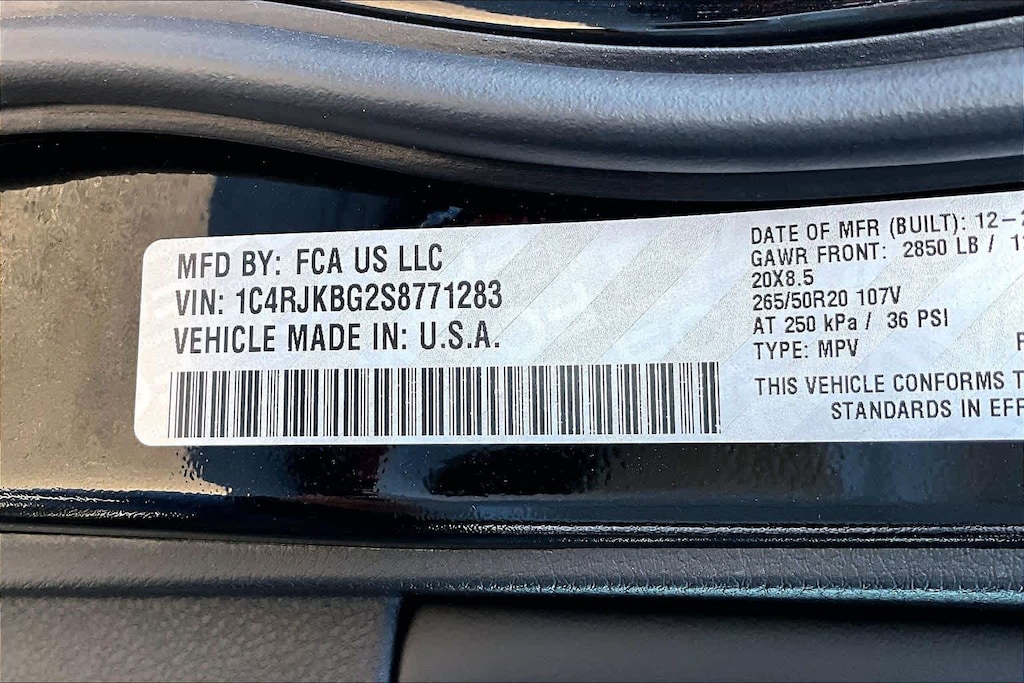 MFD BY: FCA US LLC
VIN: 1C4RJKBG2S8771283
VEHICLE MADE IN: U.S.A.
DATE OF MFR (BUILT): 12-
GAWR FRONT: 2850 LB /
20X8.5
265/50R20 107V
AT 250 kPa / 36 PSI
TYPE: MPV
THIS VEHICLE CONFORMS
STANDARDS IN